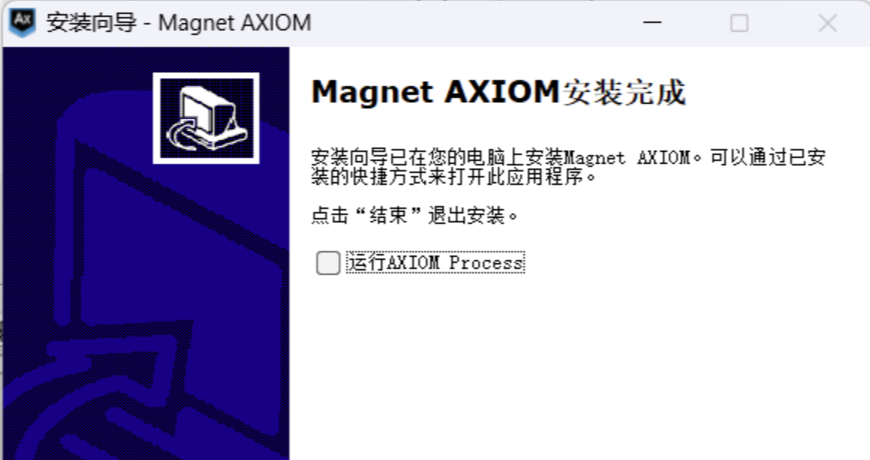 安装向导 - Magnet AXIOM
Magnet AXIOM安装完成
安装向导已在您的电脑上安装Magnet AXIOM。可以通过已安
装的快捷方式来打开此应用程序。
点击“结束”退出安装。
运行AXIOM Process